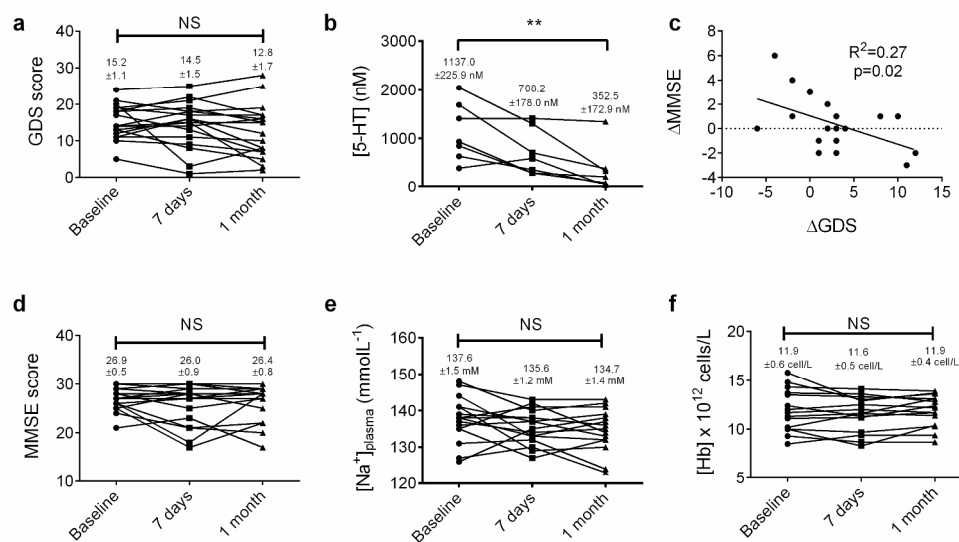 a
NS
GDS score
40
30
20
10
0
15.2
±1.1
14.5
±1.5
12.8
±1.7
Baseline
7 days
1 month
b
**
[5-HT] (nM)
3000
2000
1000
0
1137.0
±225.9 nM
708.2
±178.0 nM
352.5
±172.9 nM
Baseline
7 days
1 month
c
R²=0.27
p=0.02
ΔMMSE
8
6
4
2
0
-2
-4
-10
-5
0
5
10
15
ΔGDS
d
NS
MMSE score
40
30
20
10
26.9
±0.5
26.0
±0.9
26.4
±0.8
Baseline
7 days
1 month
e
NS
[Na⁺]plasma (mmolL⁻¹)
160
150
140
130
120
137.6
±1.5 mM
135.6
±1.2 mM
134.7
±1.4 mM
Baseline
7 days
1 month
f
NS
[Hb] x 10¹² cells/L
20
15
10
5
11.9
±0.6 cell/L
11.6
±0.5 cell/L
11.9
±0.4 cell/L
Baseline
7 days
1 month